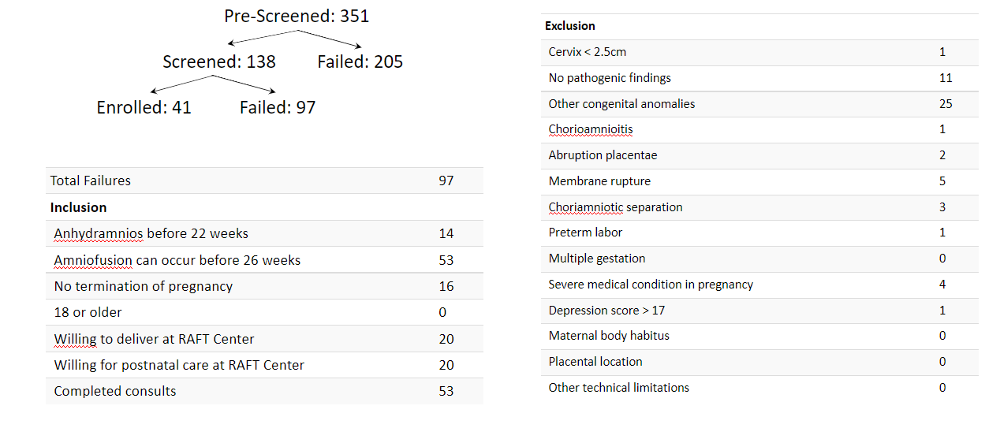 Pre-Screened: 351
Screened: 138 Failed: 205
Enrolled: 41 Failed: 97
Total Failures 97
Inclusion
Anhydramnios before 22 weeks 14
Amniofusion can occur before 26 weeks 53
No termination of pregnancy 16
18 or older 0
Willing to deliver at RAFT Center 20
Willing for postnatal care at RAFT Center 20
Completed consults 53
Exclusion
Cervix < 2.5cm 1
No pathogenic findings 11
Other congenital anomalies 25
Chorioamnioitis 1
Abruption placentae 2
Membrane rupture 5
Choriamniotic separation 3
Preterm labor 1
Multiple gestation 0
Severe medical condition in pregnancy 4
Depression score > 17 1
Maternal body habitus 0
Placental location 0
Other technical limitations 0